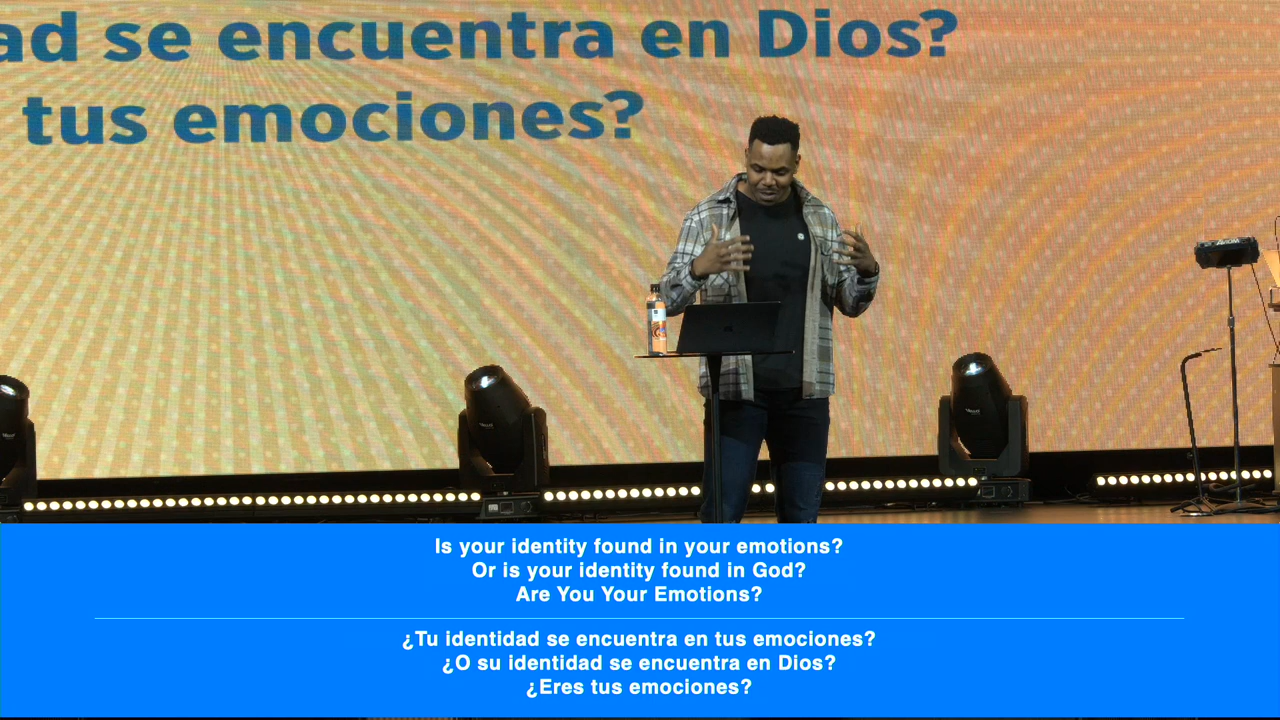 ad se encuentra en Dios?
tus emociones?
Is your identity found in your emotions?
Or is your identity found in God?
Are You Your Emotions?
¿Tu identidad se encuentra en tus emociones?
¿O su identidad se encuentra en Dios?
¿Eres tus emociones?